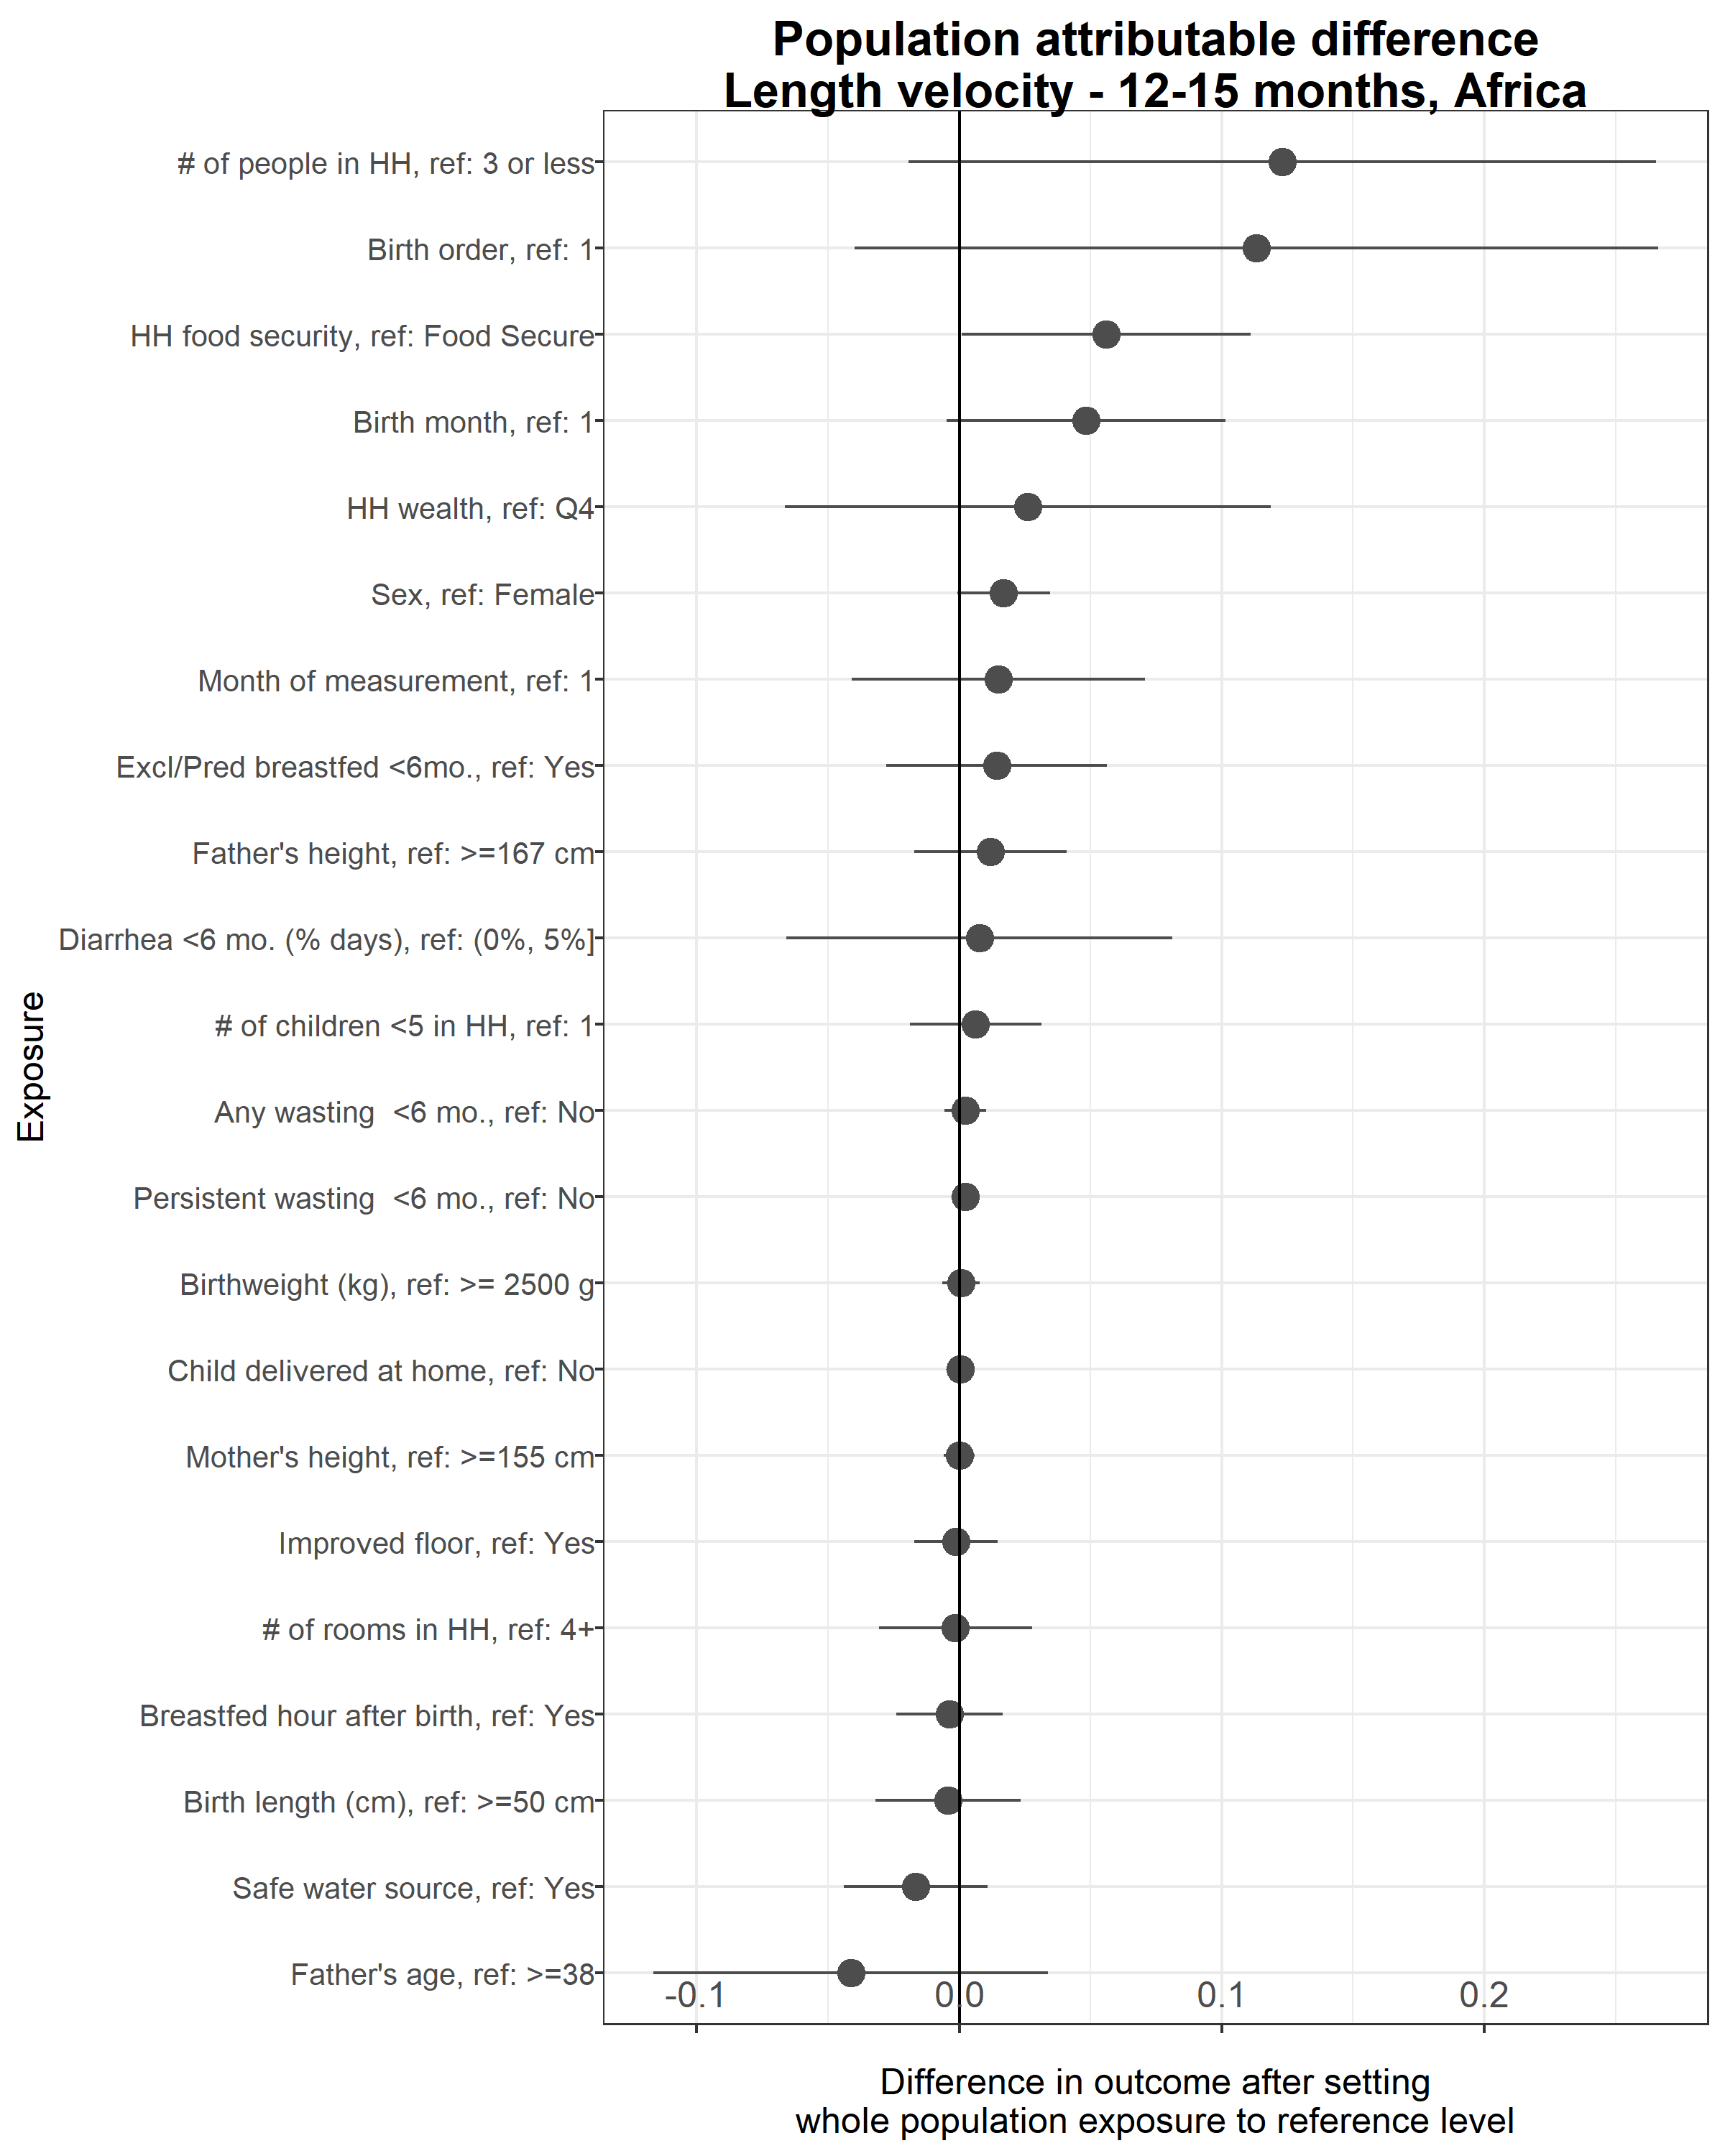 Population attributable difference
Length velocity - 12-15 months, Africa
# of people in HH, ref: 3 or less
Birth order, ref: 1
HH food security, ref: Food Secure
Birth month, ref: 1
HH wealth, ref: Q4
Sex, ref: Female
Month of measurement, ref: 1
Excl/Pred breastfed <6mo., ref: Yes
Father's height, ref: >=167 cm
Diarrhea <6 mo. (% days), ref: (0%, 5%]
# of children <5 in HH, ref: 1
Any wasting  <6 mo., ref: No
Persistent wasting  <6 mo., ref: No
Birthweight (kg), ref: >= 2500 g
Child delivered at home, ref: No
Mother's height, ref: >=155 cm
Improved floor, ref: Yes
# of rooms in HH, ref: 4+
Breastfed hour after birth, ref: Yes
Birth length (cm), ref: >=50 cm
Safe water source, ref: Yes
Father's age, ref: >=38
Exposure
-0.1 0.0 0.1 0.2
Difference in outcome after setting
whole population exposure to reference level